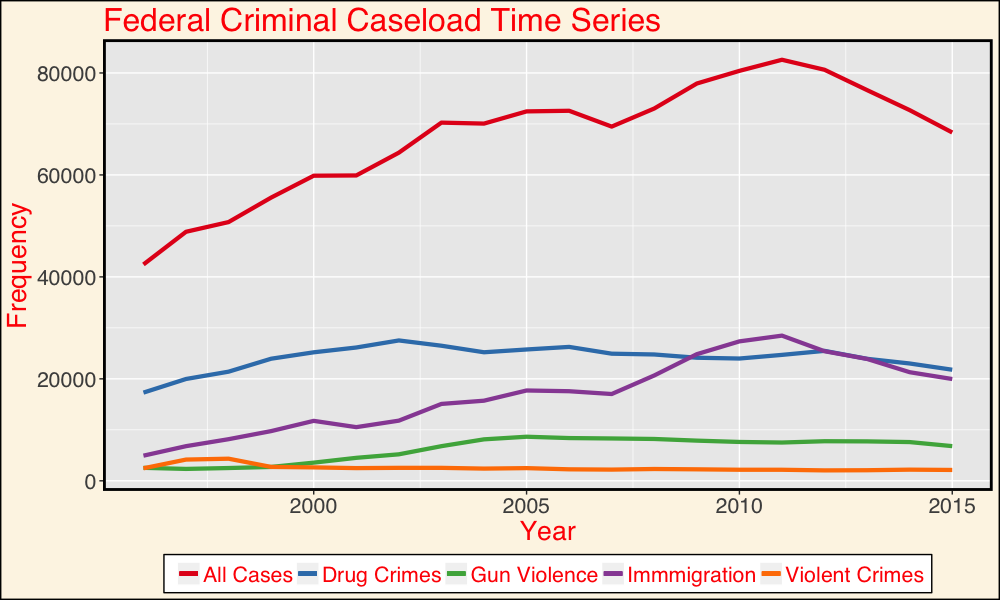 Federal Criminal Caseload Time Series
Frequency
80000
60000
40000
20000
0
2000 2005 2010 2015
Year
All Cases Drug Crimes Gun Violence Immmigration Violent Crimes